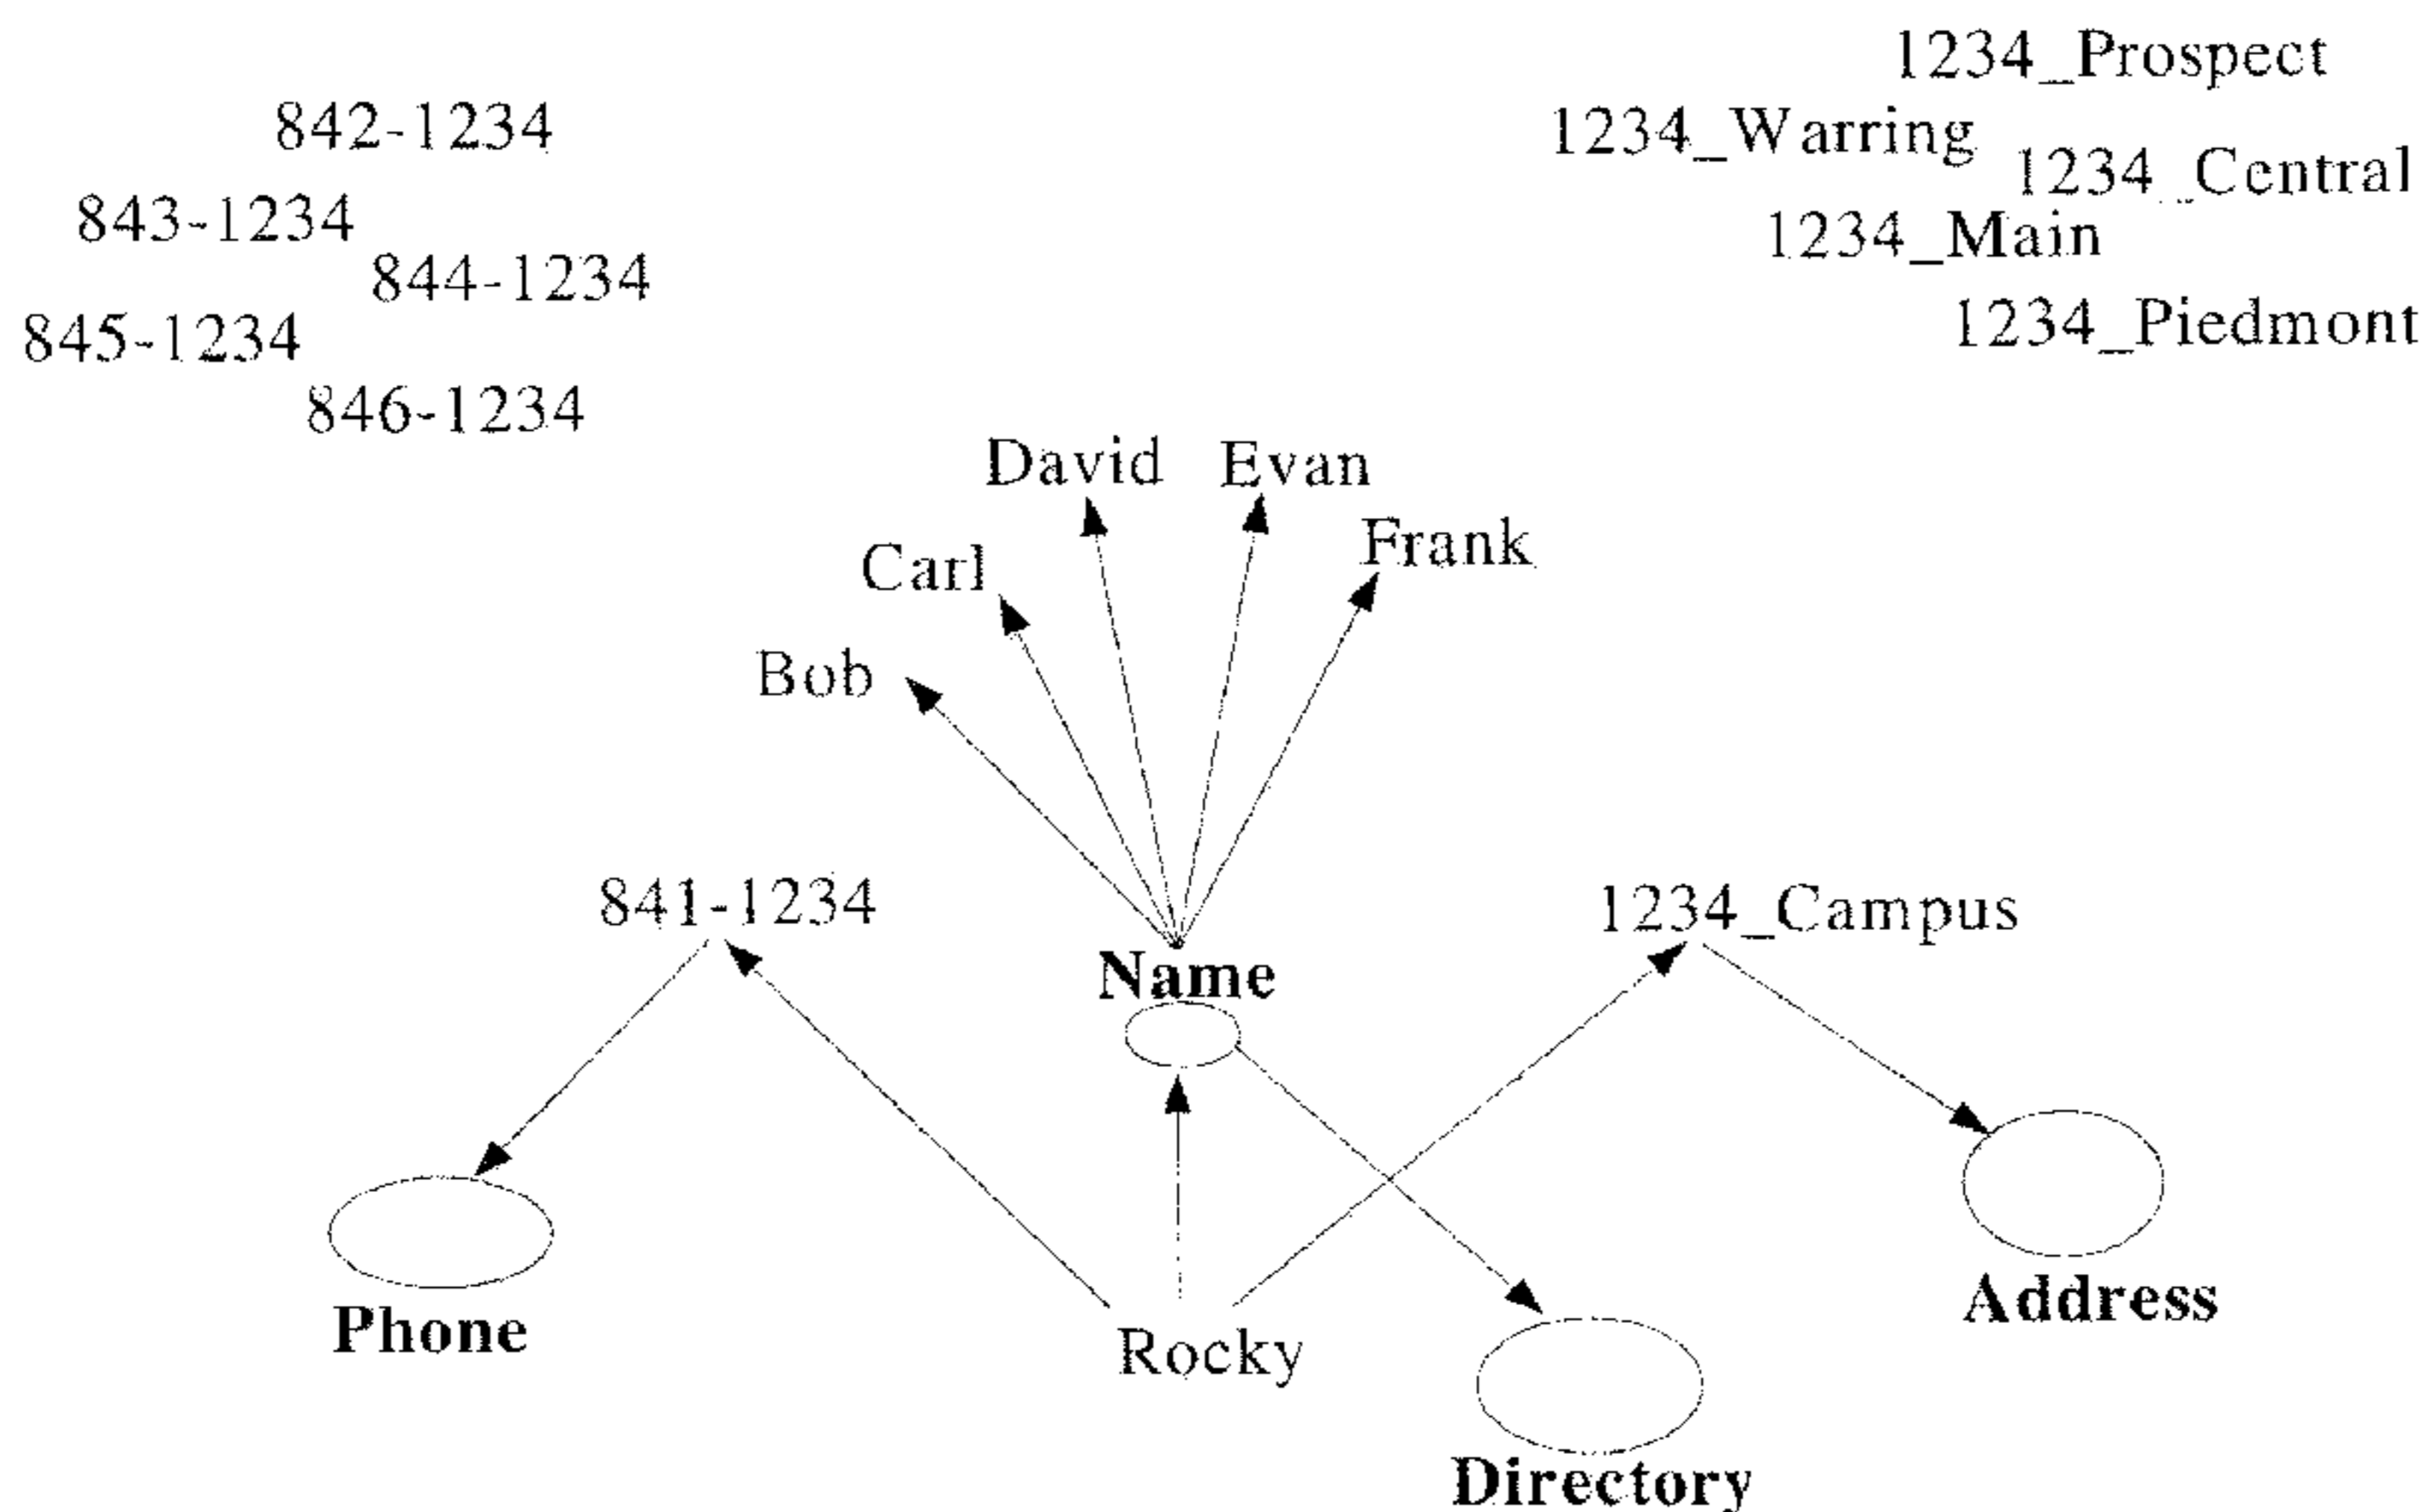 1234_Prospect
842-1234
1234_Warring
1234_Central
843-1234
1234_Main
844-1234
845-1234
1234_Piedmont
846-1234
David
Evan
Carl
Frank
Bob
841-1234
1234_Campus
Name
Phone
Rocky
Address
Directory